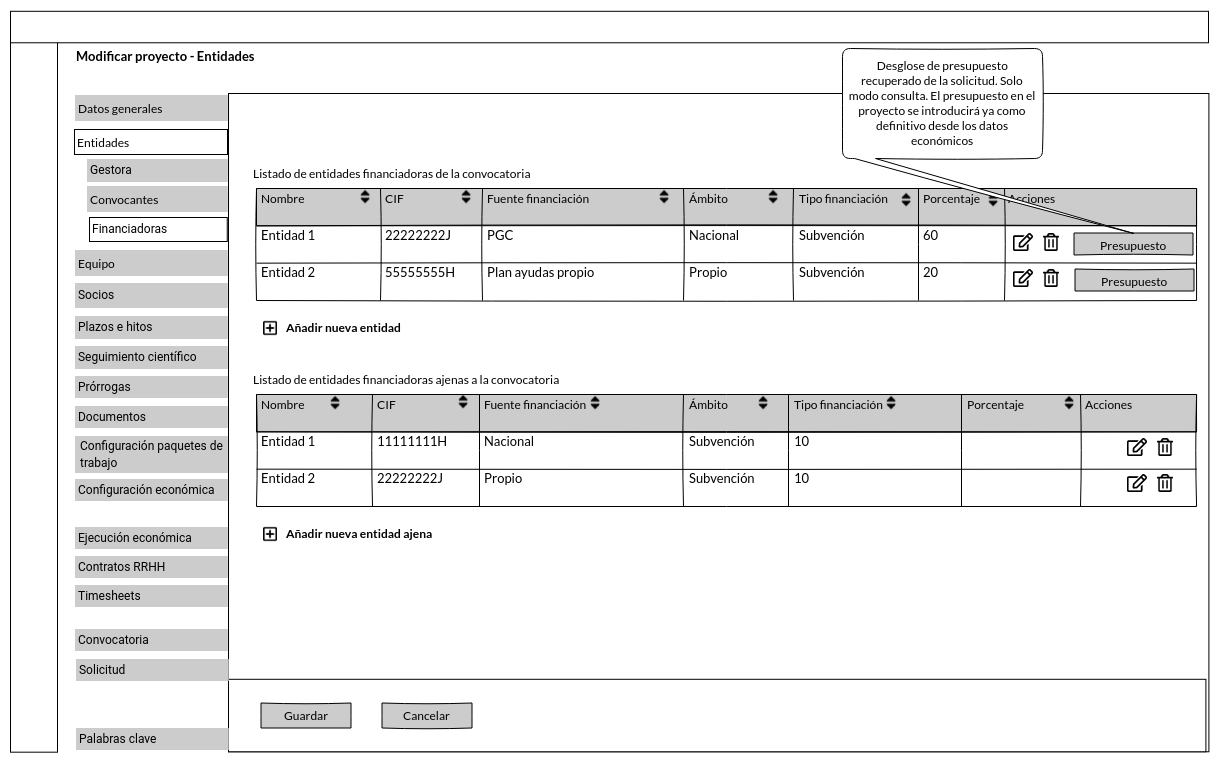 Modificar proyecto - Entidades
Desglose de presupuesto
recuperado de la solicitud. Solo
modo consulta. El presupuesto en el
proyecto se introducirá ya como
definitivo desde los datos
económicos
Datos generales
Entidades
Gestora
Convocantes
Financiadoras
Equipo
Socios
Plazos e hitos
Seguimiento científico
Prórrogas
Documentos
Configuración paquetes de
trabajo
Configuración económica
Ejecución económica
Contratos RRHH
Timesheets
Convocatoria
Solicitud
Palabras clave
Listado de entidades financiadoras de la convocatoria
Nombre CIF Fuente financiación Ámbito Tipo financiación Porcentaje Acciones
Entidad 1 22222222J PGC Nacional Subvención 60 Presupuesto
Entidad 2 55555555H Plan ayudas propio Propio Subvención 20 Presupuesto
Añadir nueva entidad
Listado de entidades financiadoras ajenas a la convocatoria
Nombre CIF Fuente financiación Ámbito Tipo financiación Porcentaje Acciones
Entidad 1 11111111H Nacional Subvención 10
Entidad 2 22222222J Propio Subvención 10
Añadir nueva entidad ajena
Guardar Cancelar